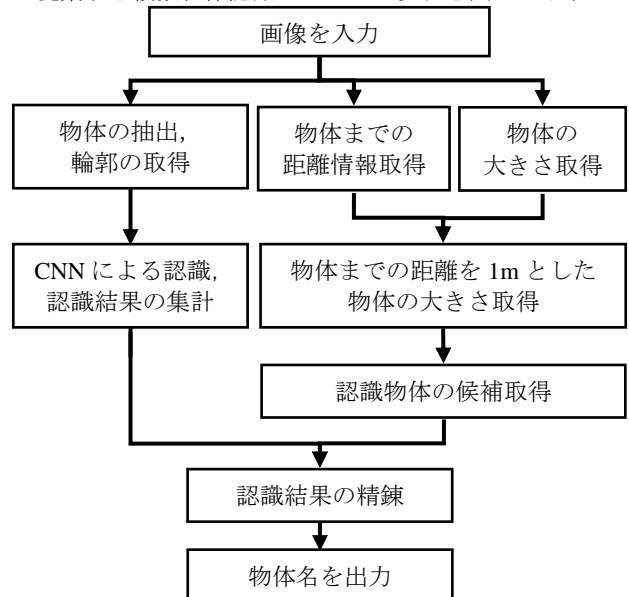 画像を入力
物体の抽出,
輪郭の取得
物体までの
距離情報取得
物体の
大きさ取得
CNN による認識,
認識結果の集計
物体までの距離を 1m とした
物体の大きさ取得
認識物体の候補取得
認識結果の精錬
物体名を出力